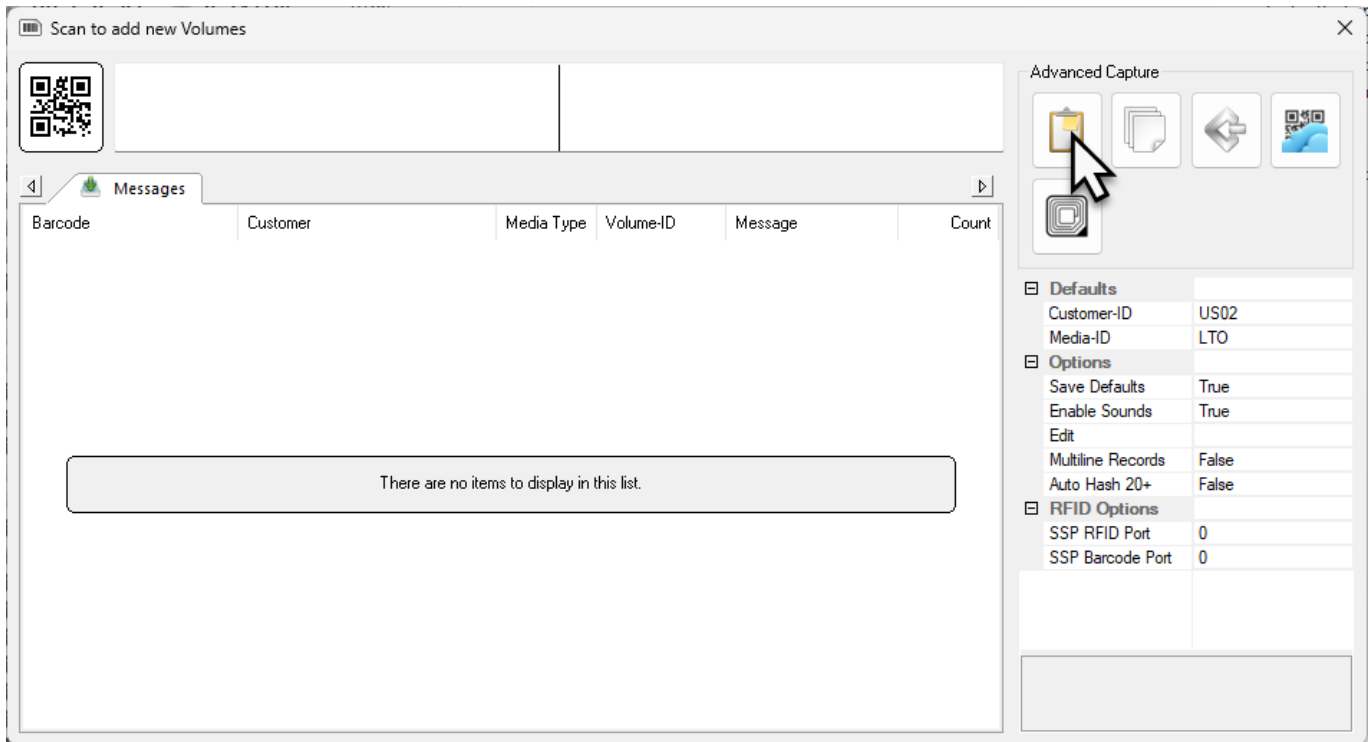 Scan to add new Volumes
Advanced Capture
Messages
Barcode Customer Media Type Volume-ID Message Count
There are no items to display in this list.
Defaults
Customer-ID US02
Media-ID LTO
Options
Save Defaults True
Enable Sounds True
Edit
Multiline Records False
Auto Hash 20+ False
RFID Options
SSP RFID Port 0
SSP Barcode Port 0